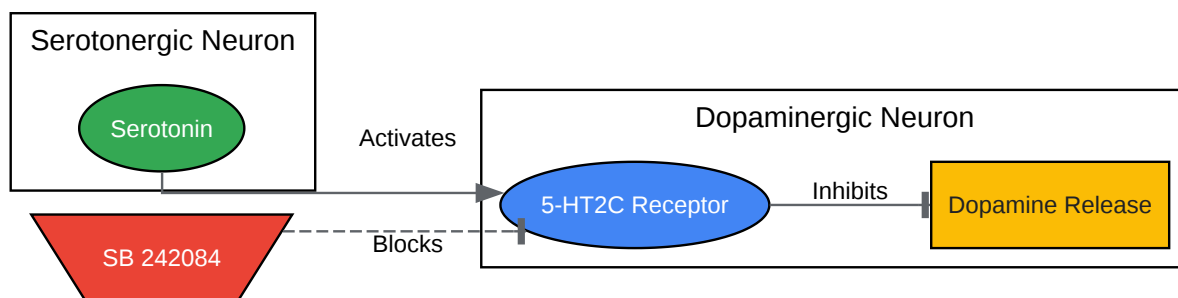 Serotonergic Neuron
Serotonin
Activates
Dopaminergic Neuron
5-HT2C Receptor
Inhibits
Dopamine Release
SB 242084
Blocks